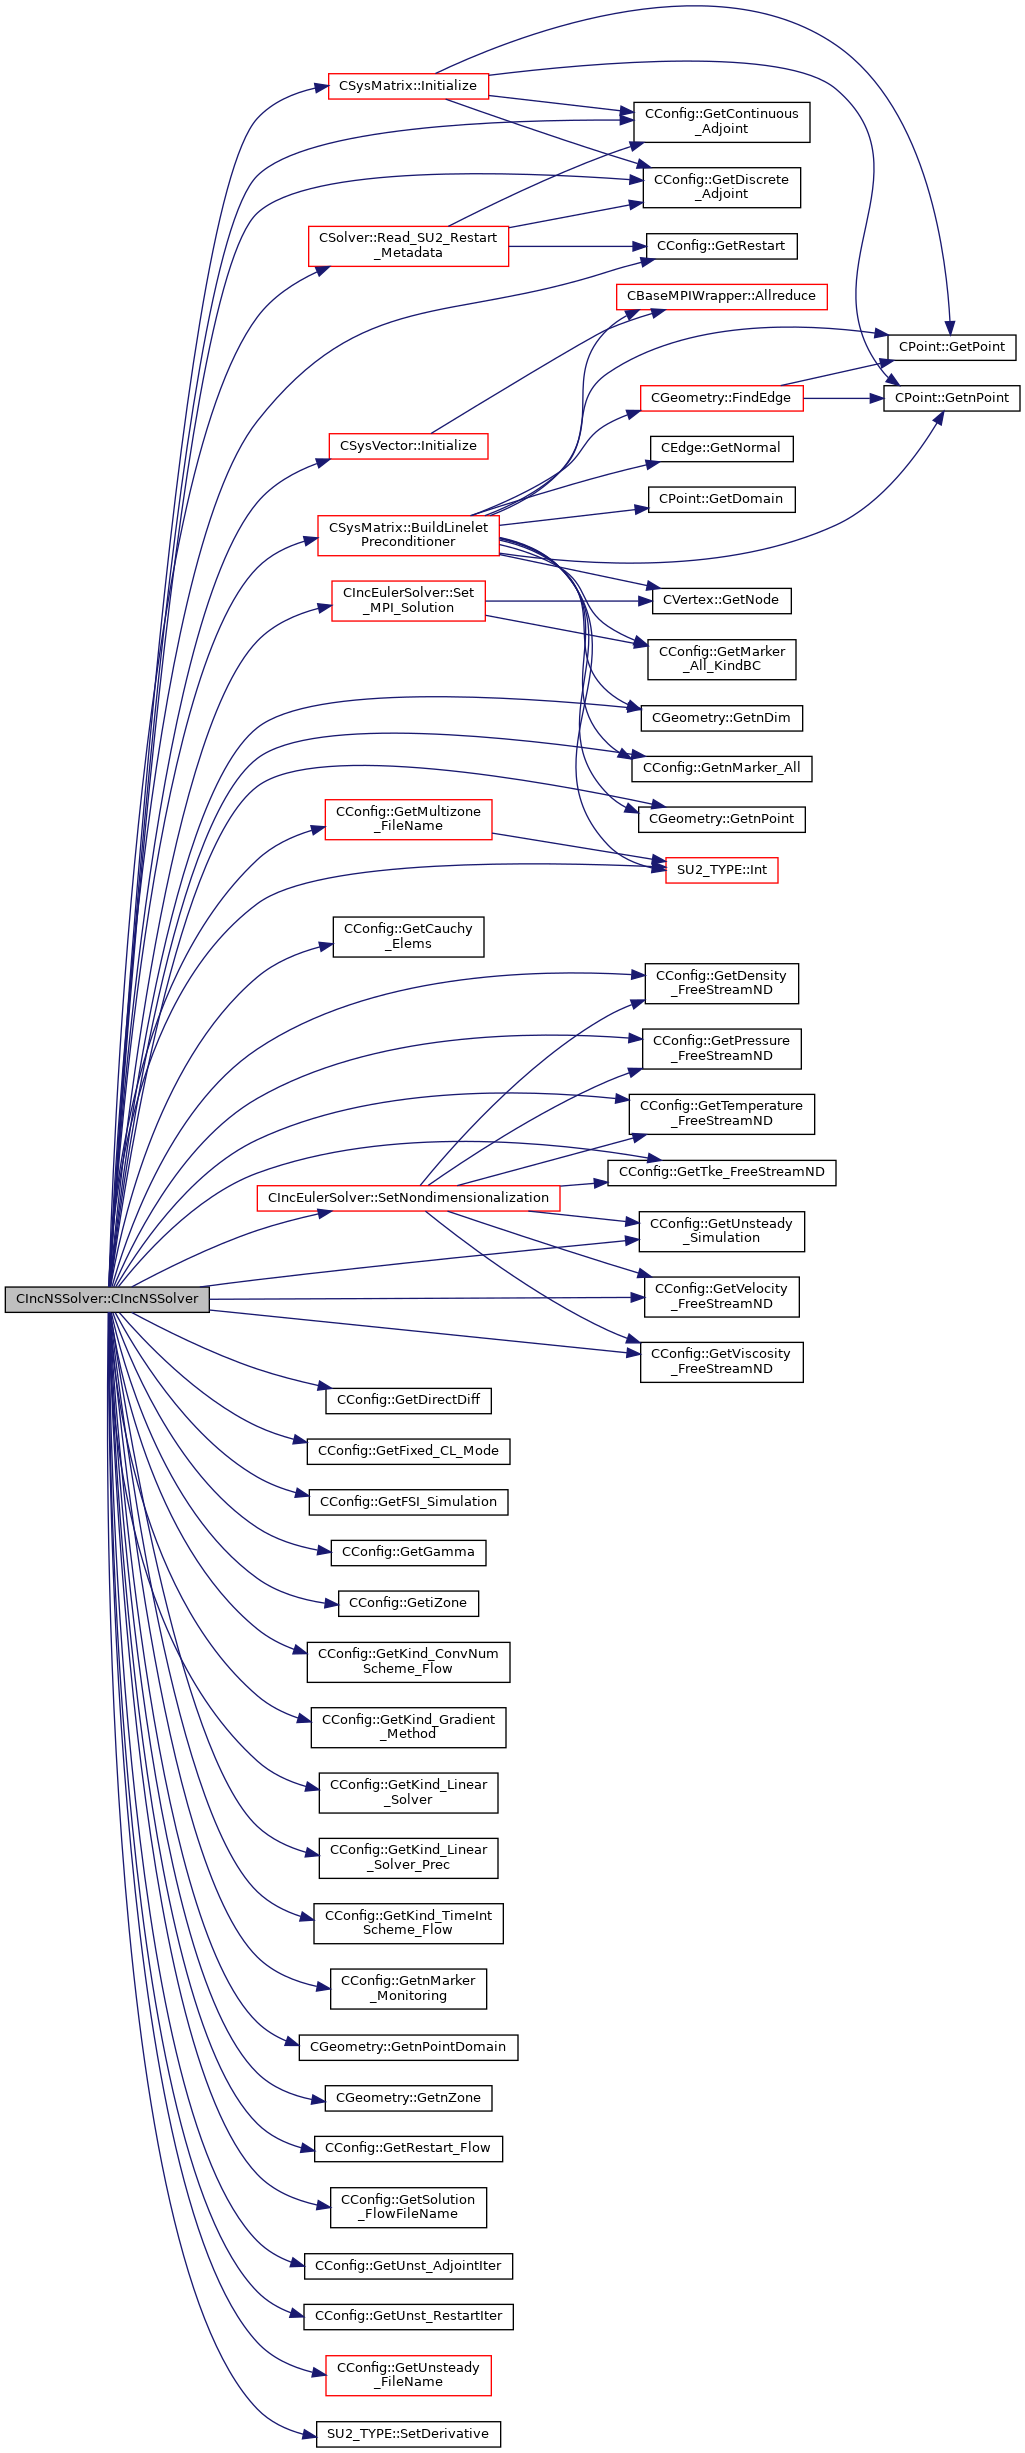 CSysMatrix::Initialize
CConfig::GetContinuous
_Adjoint
CConfig::GetDiscrete
_Adjoint
CSolver::Read_SU2_Restart
_Metadata
CConfig::GetRestart
CBaseMPIWrapper::Allreduce
CPoint::GetPoint
CGeometry::FindEdge
CPoint::GetnPoint
CSysVector::Initialize
CEdge::GetNormal
CPoint::GetDomain
CSysMatrix::BuildLinelet
Preconditioner
CIncEulerSolver::Set
_MPI_Solution
CVertex::GetNode
CConfig::GetMarker
_All_KindBC
CGeometry::GetnDim
CConfig::GetnMarker_All
CConfig::GetMultizone
_FileName
CGeometry::GetnPoint
SU2_TYPE::Int
CConfig::GetCauchy
_Elems
CConfig::GetDensity
_FreeStreamND
CConfig::GetPressure
_FreeStreamND
CConfig::GetTemperature
_FreeStreamND
CConfig::GetTke_FreeStreamND
CIncEulerSolver::SetNondimensionalization
CConfig::GetUnsteady
_Simulation
CConfig::GetVelocity
_FreeStreamND
CIncNSSolver::CIncNSSolver
CConfig::GetViscosity
_FreeStreamND
CConfig::GetDirectDiff
CConfig::GetFixed_CL_Mode
CConfig::GetFSI_Simulation
CConfig::GetGamma
CConfig::GetiZone
CConfig::GetKind_ConvNum
Scheme_Flow
CConfig::GetKind_Gradient
_Method
CConfig::GetKind_Linear
_Solver
CConfig::GetKind_Linear
_Solver_Prec
CConfig::GetKind_TimeInt
Scheme_Flow
CConfig::GetnMarker
_Monitoring
CGeometry::GetnPointDomain
CGeometry::GetnZone
CConfig::GetRestart_Flow
CConfig::GetSolution
_FlowFileName
CConfig::GetUnst_AdjointIter
CConfig::GetUnst_RestartIter
CConfig::GetUnsteady
_FileName
SU2_TYPE::SetDerivative